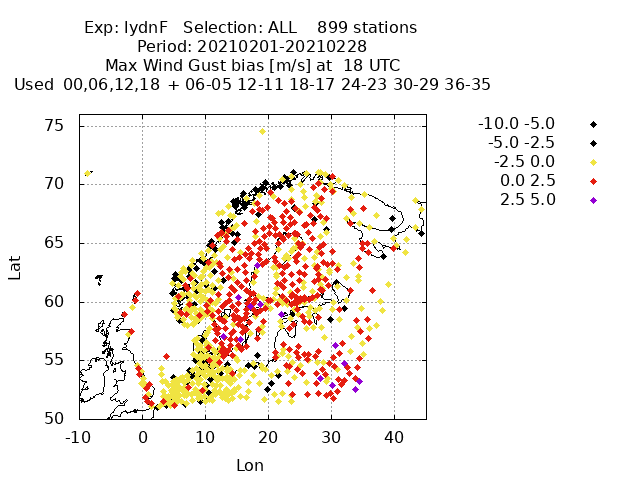 Exp: IydnF Selection: ALL 899 stations
Period: 20210201-20210228
Max Wind Gust bias [m/s] at 18 UTC
Used 00,06,12,18 + 06-05 12-11 18-17 24-23 30-29 36-35
-10.0 -5.0
-5.0 -2.5
-2.5 0.0
0.0 2.5
2.5 5.0
75
70
65
60
55
50
Lat
-10 0 10 20 30 40
Lon